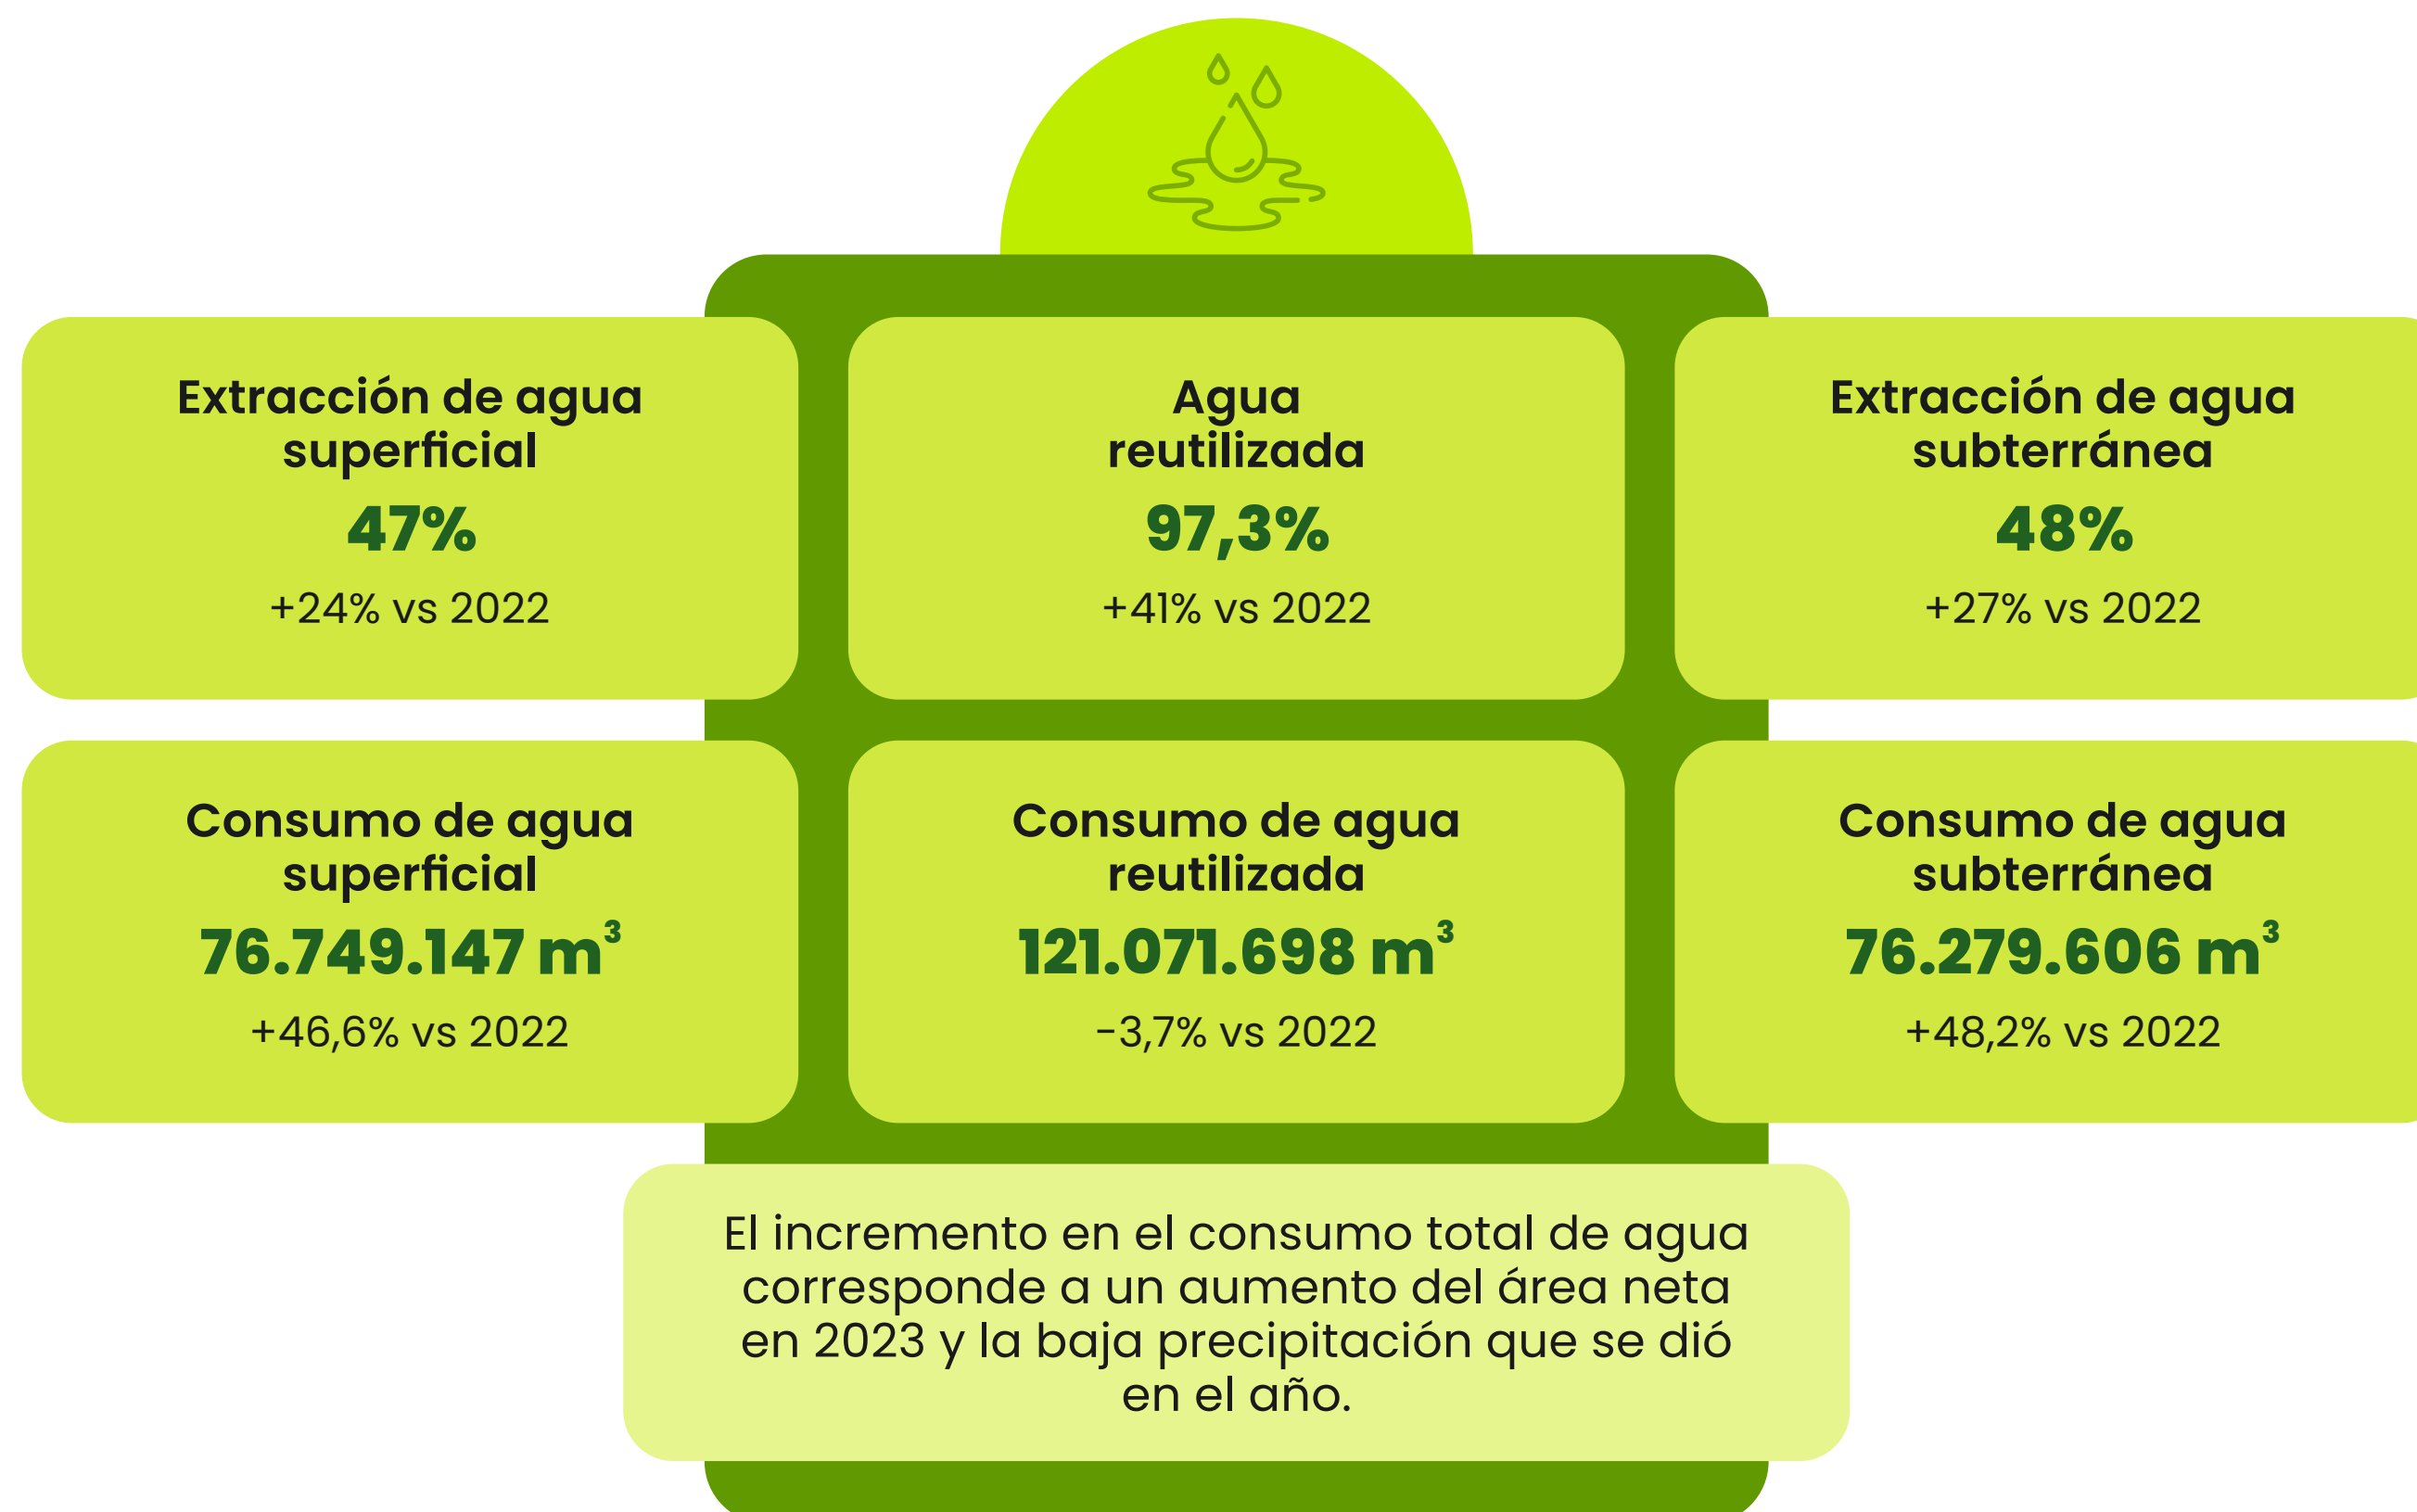 Extracción de agua
superficial
47%
+24% vs 2022
Agua
reutilizada
97,3%
+41% vs 2022
Extracción de agua
subterránea
48%
+27% vs 2022
Consumo de agua
superficial
76.749.147 m³
+46,6% vs 2022
Consumo de agua
reutilizada
121.071.698 m³
-3,7% vs 2022
Consumo de agua
subterránea
76.279.606 m³
+48,2% vs 2022
El incremento en el consumo total de agua
corresponde a un aumento del área neta
en 2023 y la baja precipitación que se dió
en el año.